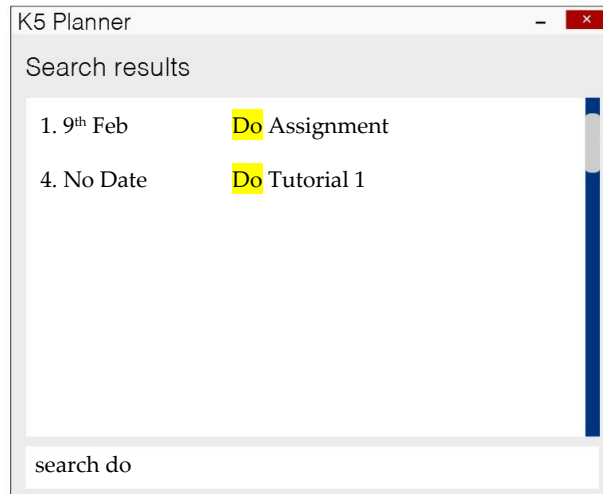 K5 Planner
Search results
1. 9th Feb Do Assignment
4. No Date Do Tutorial 1
search do